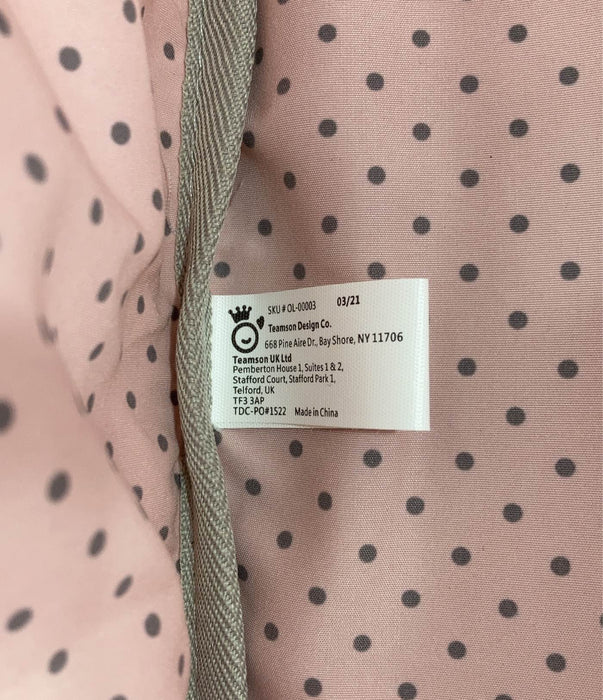 SKU # OL-00003 03/21
Teamson Design Co.
668 Pine Aire Dr., Bay Shore, NY 11706
Teamson UK Ltd
Pemberton House 1, Suites 1 & 2,
Stafford Court, Stafford Park 1,
Telford, UK
TF3 3AP
TDC-PO#1522 Made in China